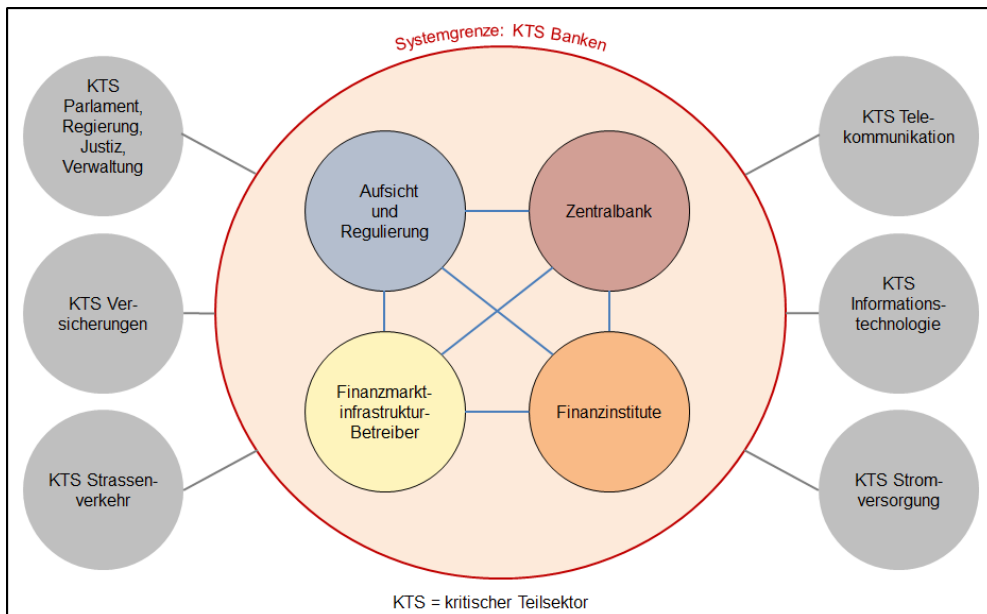 Systemgrenze: KTS Banken
KTS
Parlament,
Regierung,
Justiz,
Verwaltung
KTS Ver-
sicherungen
KTS Strassen-
verkehr
Aufsicht
und
Regulierung
Zentralbank
Finanzmarkt-
infrastruktur-
Betreiber
Finanzinstitute
KTS Tele-
kommunikation
KTS
Informations-
technologie
KTS Strom-
versorgung
KTS = kritischer Teilsektor